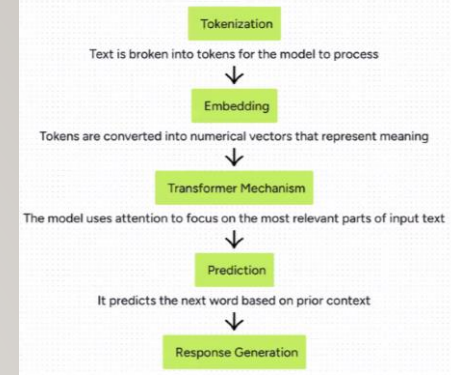 Tokenization
Text is broken into tokens for the model to process
Embedding
Tokens are converted into numerical vectors that represent meaning
Transformer Mechanism
The model uses attention to focus on the most relevant parts of input text
Prediction
It predicts the next word based on prior context
Response Generation